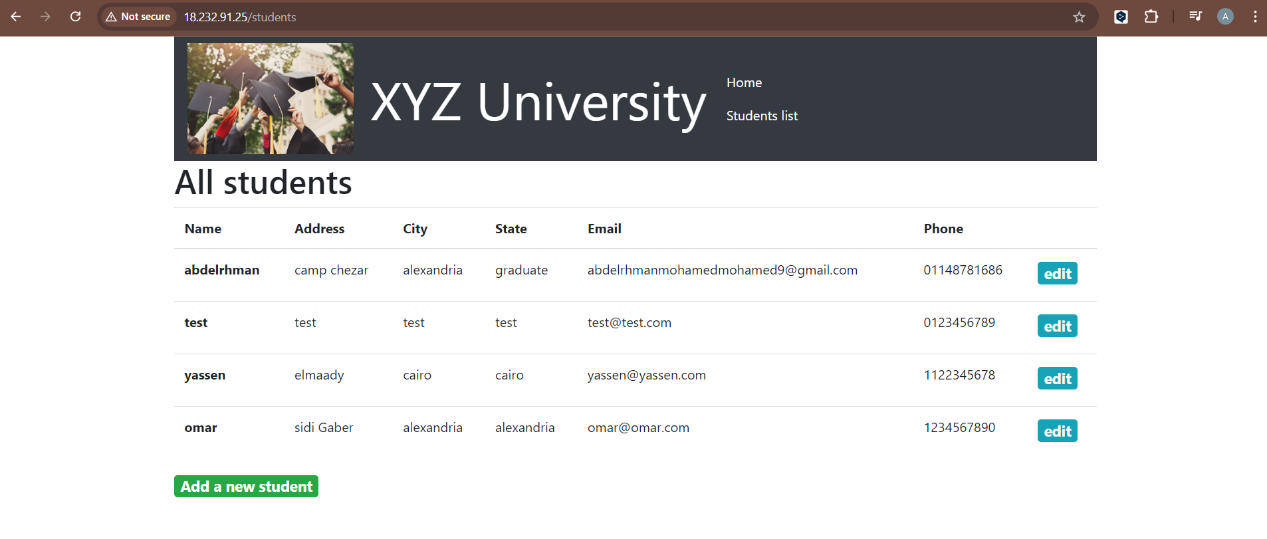 Not secure 18.232.91.25/students A
XYZ University
Home
Students list
All students
Name Address City State Email Phone
abdelrhman camp chezar alexandria graduate abdelrhmanmohamedmohamed9@gmail.com 01148781686 edit
test test test test test@test.com 0123456789 edit
yassen elmaady cairo cairo yassen@yassen.com 1122345678 edit
omar sidi Gaber alexandria alexandria omar@omar.com 1234567890 edit
Add a new student